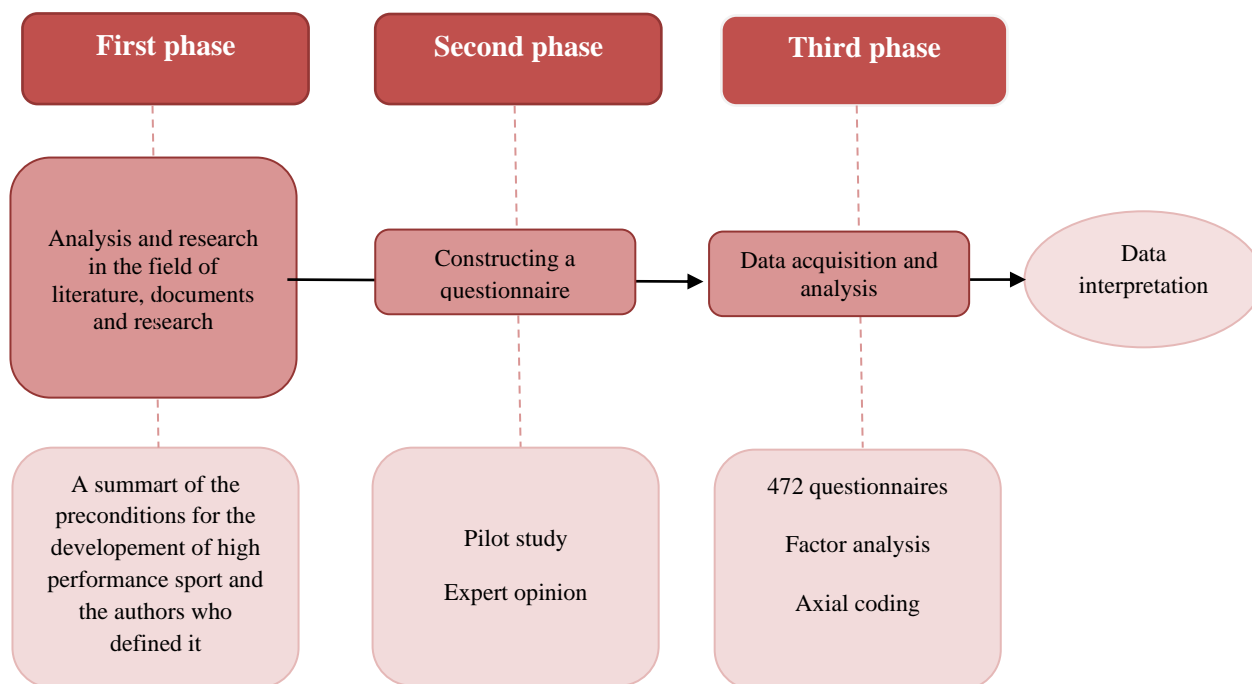 First phase
Second phase
Third phase
Analysis and research
in the field of
literature, documents
and research
Constructing a
questionnaire
Data acquisition and
analysis
Data
interpretation
A summart of the
preconditions for the
developement of high
performance sport and
the authors who
defined it
Pilot study
Expert opinion
472 questionnaires
Factor analysis
Axial coding